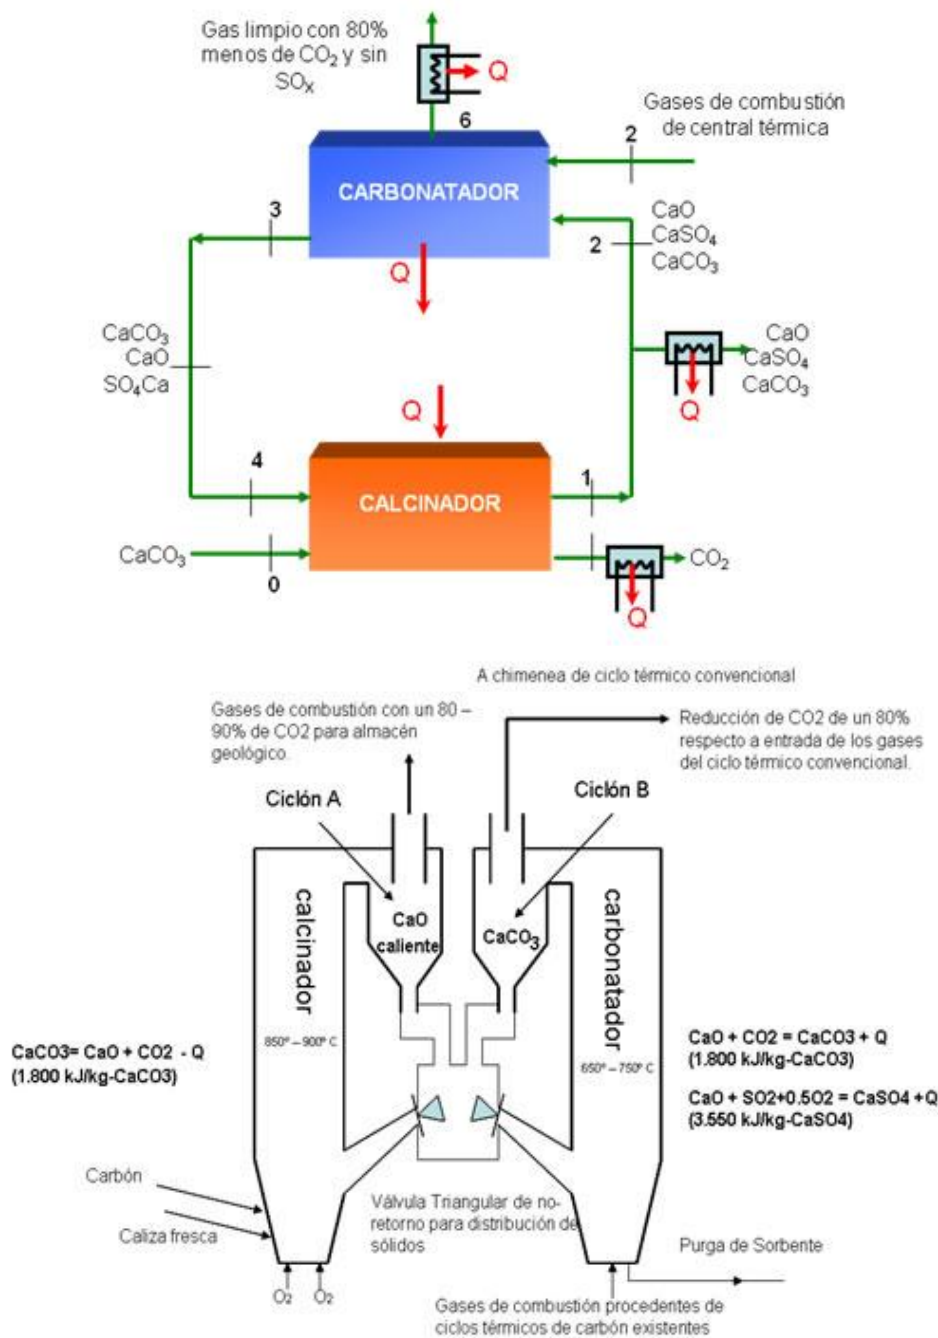 Gas limpio con 80%
menos de CO₂ y sin
SOₓ
Q
Gases de combustión
de central térmica
6
2
CARBONATADOR
3
CaO
CaSO₄
CaCO₃
2
Q
CaCO₃
CaO
SO₄Ca
CaO
CaSO₄
CaCO₃
Q
Q
4
1
CALCINADOR
CaCO₃
0
CO₂
Q
A chimenea de ciclo térmico convencional
Gases de combustión con un 80 –
90% de CO2 para almacén
geológico.
Reducción de CO2 de un 80%
respecto a entrada de los gases
del ciclo térmico convencional.
Ciclón A
Ciclón B
calcinador
carbonatador
CaO
caliente
CaCO₃
850º – 900º C
650º – 750º C
CaCO3= CaO + CO2 - Q
(1.800 kJ/kg-CaCO3)
CaO + CO2 = CaCO3 + Q
(1.800 kJ/kg-CaCO3)
CaO + SO2+0.5O2 = CaSO4 +Q
(3.550 kJ/kg-CaSO4)
Carbón
Caliza fresca
Válvula Triangular de no-
retorno para distribución de
sólidos
Purga de Sorbente
O₂
O₂
Gases de combustión procedentes de
ciclos térmicos de carbón existentes